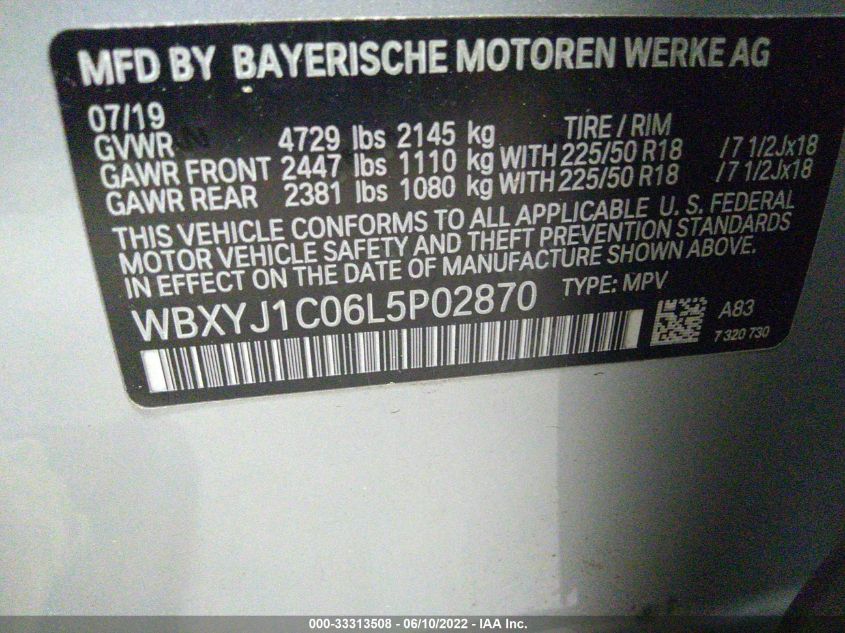 MFD BY BAYERISCHE MOTOREN WERKE AG
07/19 TIRE / RIM
GVWR 4729 lbs 2145 kg
GAWR FRONT 2447 lbs 1110 kg WITH 225/50 R18 /7 1/2Jx18
GAWR REAR 2381 lbs 1080 kg WITH 225/50 R18 /7 1/2Jx18
THIS VEHICLE CONFORMS TO ALL APPLICABLE U. S. FEDERAL
MOTOR VEHICLE SAFETY AND THEFT PREVENTION STANDARDS
IN EFFECT ON THE DATE OF MANUFACTURE SHOWN ABOVE.
WBXYJ1C06L5P02870 TYPE: MPV
A83
7 320 730
000-33313508 - 06/10/2022 - IAA Inc.